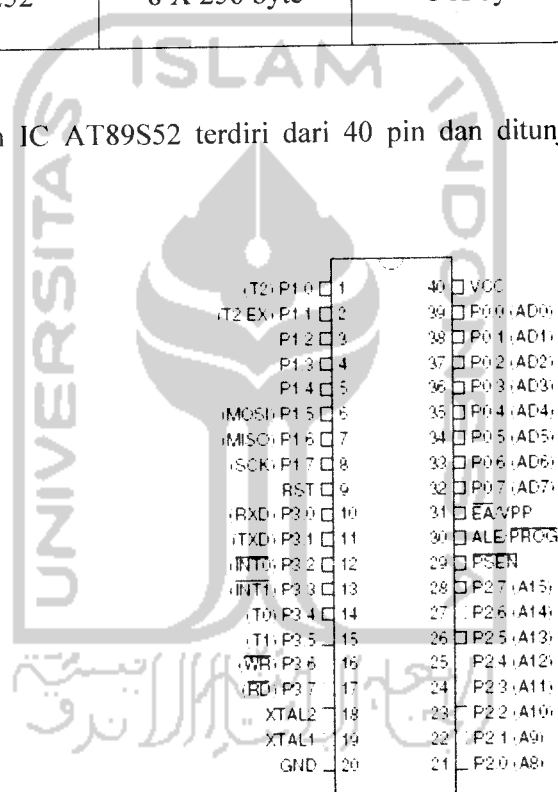 8 X 256 byte
ISLAM
IC AT89S52 terdiri dari 40 pin dan
UNIVERSITAS
INDO
(T2) P1.0 1 40 VCC
(T2 EX) P1.1 2 39 P0.0 (AD0)
P1.2 3 38 P0.1 (AD1)
P1.3 4 37 P0.2 (AD2)
P1.4 5 36 P0.3 (AD3)
(MOSI) P1.5 6 35 P0.4 (AD4)
(MISO) P1.6 7 34 P0.5 (AD5)
(SCK) P1.7 8 33 P0.6 (AD6)
RST 9 32 P0.7 (AD7)
(RXD) P3.0 10 31 EA/VPP
(TXD) P3.1 11 30 ALE/PROG
(INT0) P3.2 12 29 PSEN
(INT1) P3.3 13 28 P2.7 (A15)
(T0) P3.4 14 27 P2.6 (A14)
(T1) P3.5 15 26 P2.5 (A13)
(WR) P3.6 16 25 P2.4 (A12)
(RD) P3.7 17 24 P2.3 (A11)
XTAL2 18 23 P2.2 (A10)
XTAL1 19 22 P2.1 (A9)
GND 20 21 P2.0 (A8)